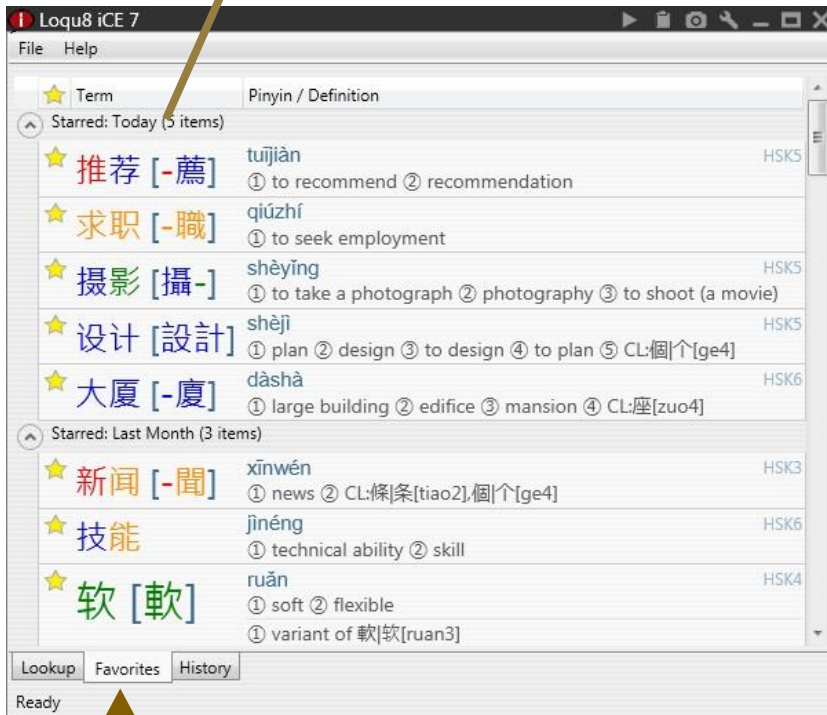 Loqu8 iCE 7
File Help
Term Pinyin / Definition
Starred: Today (5 items)
推荐 [-薦] tuījiàn HSK5
① to recommend ② recommendation
求职 [-職] qiúzhí
① to seek employment
摄影 [攝-] shèyǐng HSK5
① to take a photograph ② photography ③ to shoot (a movie)
设计 [設計] shèjì HSK5
① plan ② design ③ to design ④ to plan ⑤ CL:個|个[ge4]
大厦 [-廈] dàshà HSK6
① large building ② edifice ③ mansion ④ CL:座[zuo4]
Starred: Last Month (3 items)
新闻 [-聞] xīnwén HSK3
① news ② CL:條|条[tiao2],個|个[ge4]
技能 jìnéng HSK6
① technical ability ② skill
软 [軟] ruǎn HSK4
① soft ② flexible
① variant of 軟|软[ruan3]
Lookup Favorites History
Ready